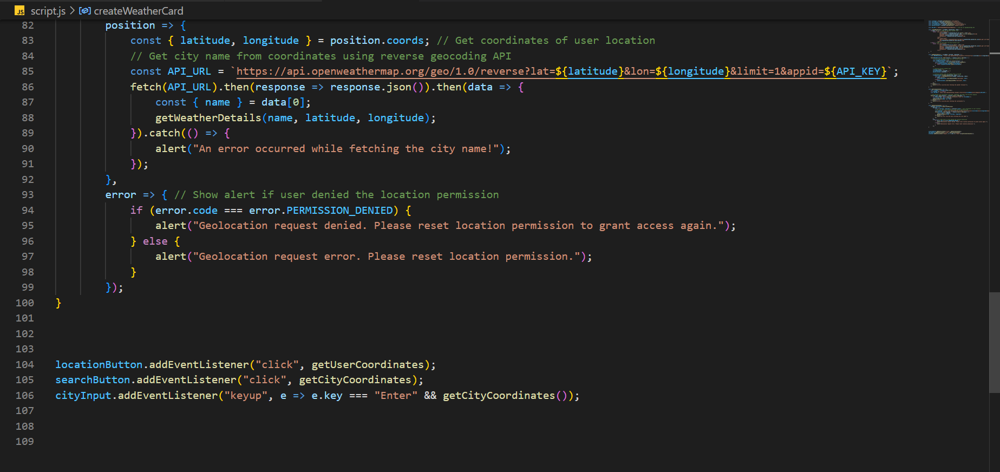 JS script.js > createWeatherCard
82 position => {
83 const { latitude, longitude } = position.coords; // Get coordinates of user location
84 // Get city name from coordinates using reverse geocoding API
85 const API_URL = `https://api.openweathermap.org/geo/1.0/reverse?lat=${latitude}&lon=${longitude}&limit=1&appid=${API_KEY}`;
86 fetch(API_URL).then(response => response.json()).then(data => {
87 const { name } = data[0];
88 getWeatherDetails(name, latitude, longitude);
89 }).catch(() => {
90 alert("An error occurred while fetching the city name!");
91 });
92 },
93 error => { // Show alert if user denied the location permission
94 if (error.code === error.PERMISSION_DENIED) {
95 alert("Geolocation request denied. Please reset location permission to grant access again.");
96 } else {
97 alert("Geolocation request error. Please reset location permission.");
98 }
99 });
100 }
101
102
103
104 locationButton.addEventListener("click", getUserCoordinates);
105 searchButton.addEventListener("click", getCityCoordinates);
106 cityInput.addEventListener("keyup", e => e.key === "Enter" && getCityCoordinates());
107
108
109